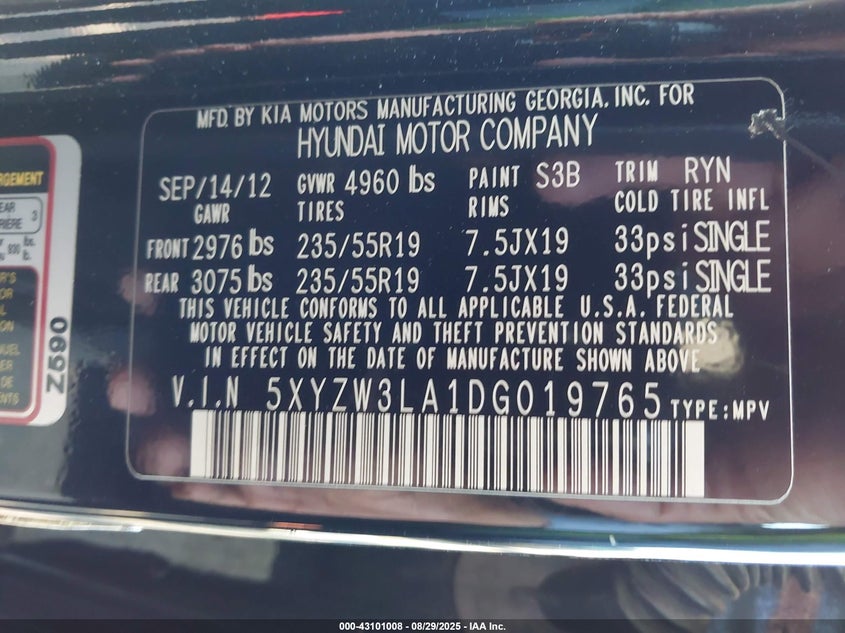 MFD. BY KIA MOTORS MANUFACTURING GEORGIA, INC. FOR
HYUNDAI MOTOR COMPANY
SEP/14/12 GVWR 4960 lbs PAINT S3B TRIM RYN
GAWR TIRES RIMS COLD TIRE INFL
FRONT 2976 lbs 235/55R19 7.5JX19 33psi SINGLE
REAR 3075 lbs 235/55R19 7.5JX19 33psi SINGLE
THIS VEHICLE CONFORMS TO ALL APPLICABLE U.S.A. FEDERAL
MOTOR VEHICLE SAFETY AND THEFT PREVENTION STANDARDS
IN EFFECT ON THE DATE OF MANUFACTURE SHOWN ABOVE
V.I.N 5XYZW3LA1DG019765 TYPE:MPV
Z590
000-43101008 - 08/29/2025 - IAA Inc.